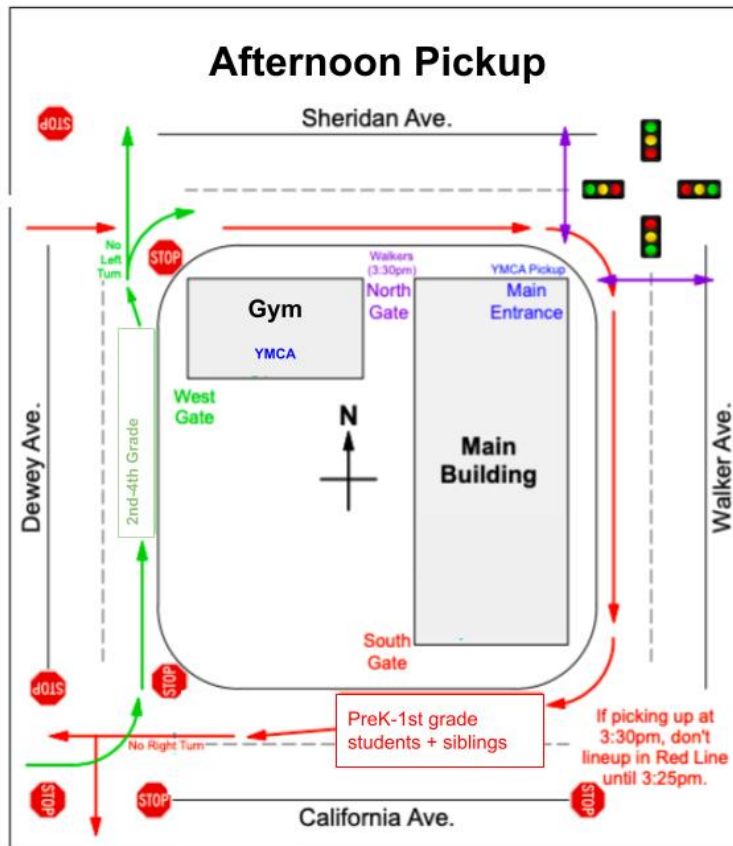 Afternoon Pickup
STOP
Sheridan Ave.
No
Left
Turn
STOP
Walkers
(3:30pm)
North
Gate
YMCA Pickup
Main
Entrance
Gym
YMCA
West
Gate
2nd-4th Grade
Dewey Ave.
N
Main
Building
Walker Ave.
South
Gate
STOP
STOP
PreK-1st grade
students + siblings
No Right Turn
If picking up at
3:30pm, don't
lineup in Red Line
until 3:25pm.
STOP
STOP
STOP
California Ave.